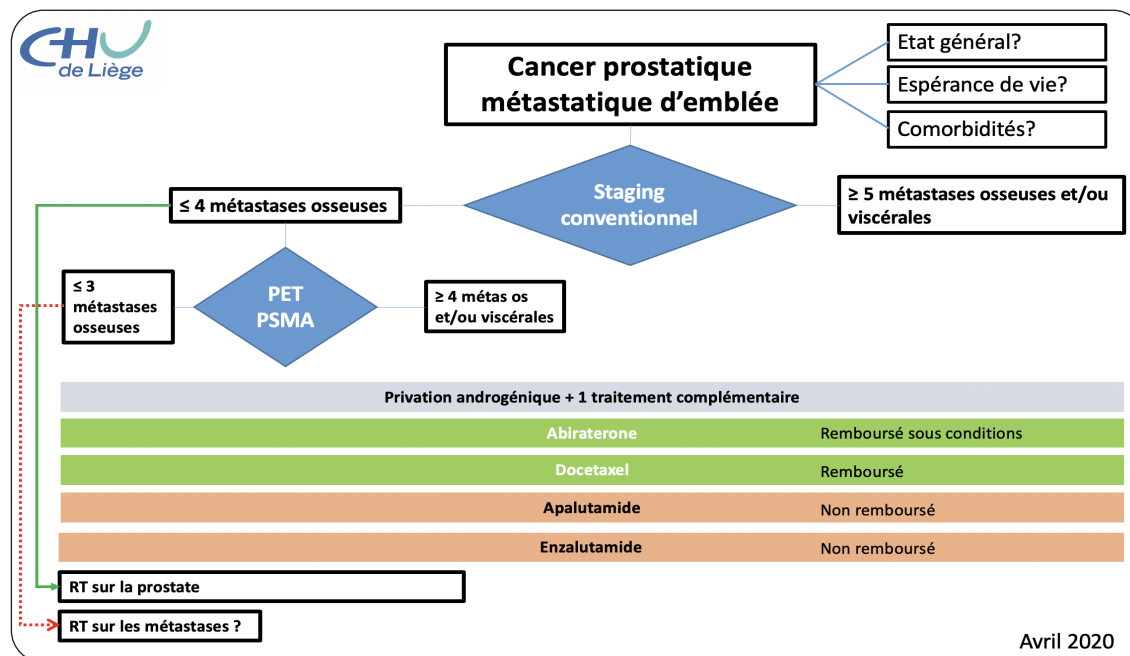 CHU
de Liège
Cancer prostatique
métastatique d’emblée
Etat général?
Espérance de vie?
Comorbidités?
Staging
conventionnel
≤ 4 métastases osseuses
≥ 5 métastases osseuses et/ou
viscérales
≤ 3
métastases
osseuses
PET
PSMA
≥ 4 métas os
et/ou viscérales
Privation androgénique + 1 traitement complémentaire
Abiraterone Remboursé sous conditions
Docetaxel Remboursé
Apalutamide Non remboursé
Enzalutamide Non remboursé
RT sur la prostate
RT sur les métastases ?
Avril 2020